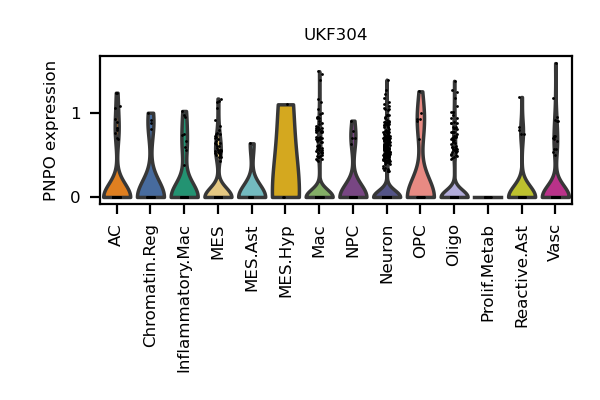 UKF304
PNPO expression
1
0
AC
Chromatin.Reg
Inflammatory.Mac
MES
MES.Ast
MES.Hyp
Mac
NPC
Neuron
OPC
Oligo
Prolif.Metab
Reactive.Ast
Vasc